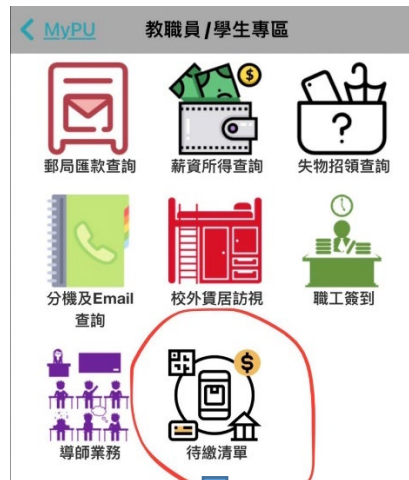 MyPU
教職員/學生專區
郵局匯款查詢
薪資所得查詢
失物招領查詢
分機及Email
查詢
校外賃居訪視
職工簽到
導師業務
待繳清單